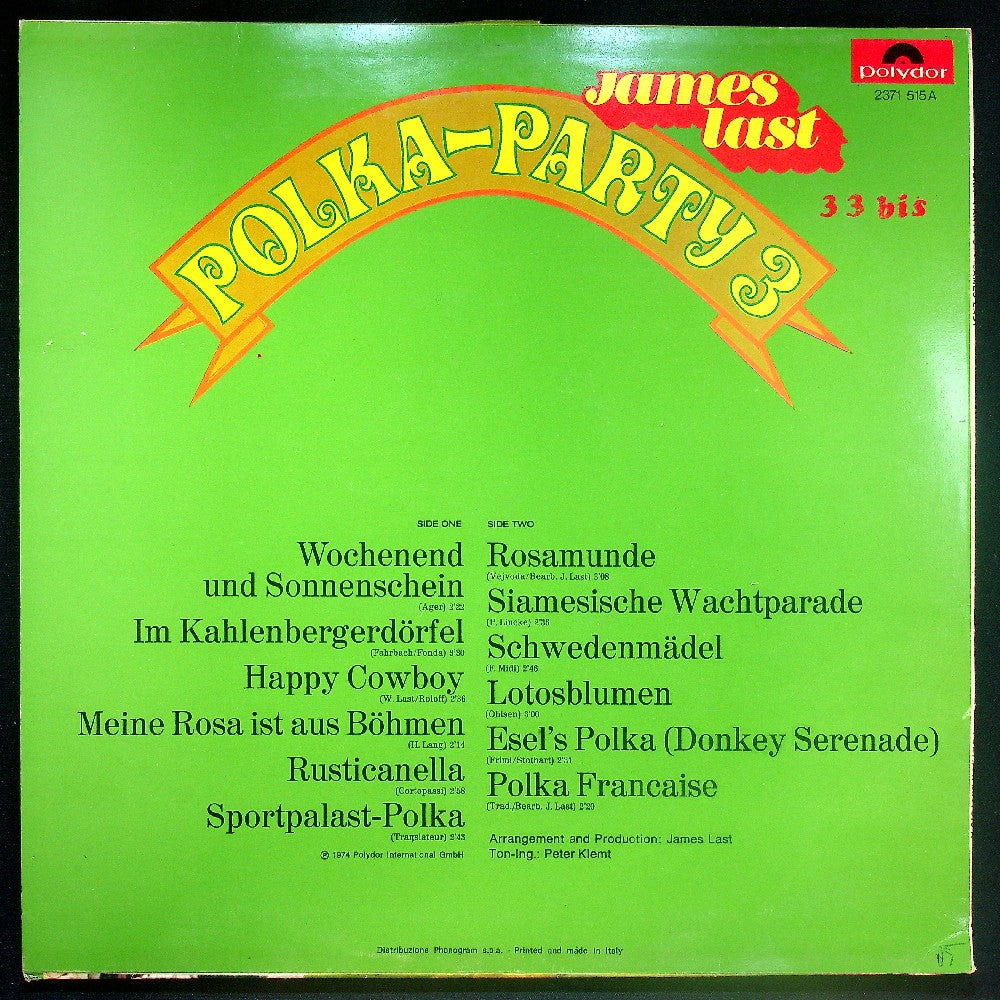 polydor
2371 515A
james
last
POLKA-PARTY 3
33 bis
SIDE ONE
Wochenend
und Sonnenschein
(Ager) 2'22
Im Kahlenbergerdörfel
(Fahrbach/Fonda) 3'30
Happy Cowboy
(W. Last/Roloff) 2'36
Meine Rosa ist aus Böhmen
(H. Lang) 2'14
Rusticanella
(Cortopassi) 2'58
Sportpalast-Polka
(Translateur) 2'43
℗ 1974 Polydor International GmbH
SIDE TWO
Rosamunde
(Vejvoda/Bearb. J. Last) 3'08
Siamesische Wachtparade
(P. Lincke) 2'35
Schwedenmädel
(F. Midi) 2'46
Lotosblumen
(Ohlsen) 3'00
Esel's Polka (Donkey Serenade)
(Friml/Stothart) 2'31
Polka Francaise
(Trad./Bearb. J. Last) 2'29
Arrangement and Production: James Last
Ton-Ing.: Peter Klemt
Distribuzione Phonogram s.p.a. - Printed and made in Italy